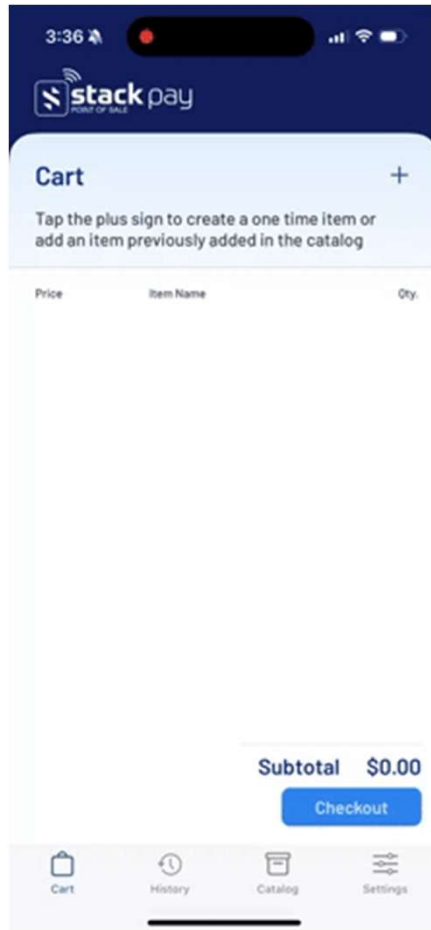 3:36
stack pay
POINT OF SALE
Cart
Tap the plus sign to create a one time item or
add an item previously added in the catalog
Price Item Name Qty.
Subtotal $0.00
Checkout
Cart History Catalog Settings